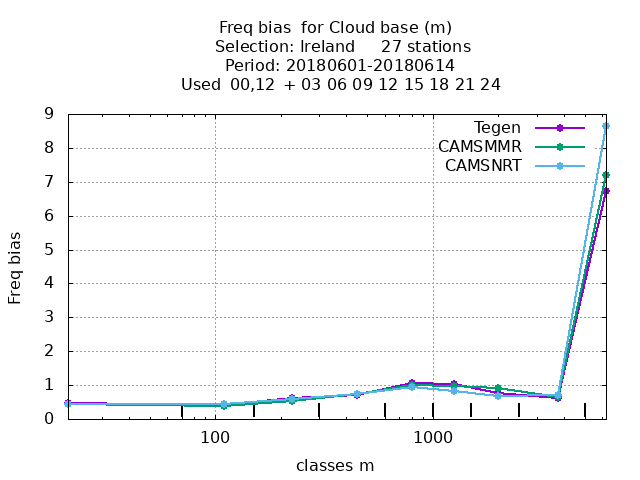 Freq bias  for Cloud base (m)
Selection: Ireland     27 stations
Period: 20180601-20180614
Used  00,12  + 03 06 09 12 15 18 21 24
Tegen
CAMSMMR
CAMSNRT
9
8
7
6
5
4
3
2
1
0
Freq bias
100
1000
classes m